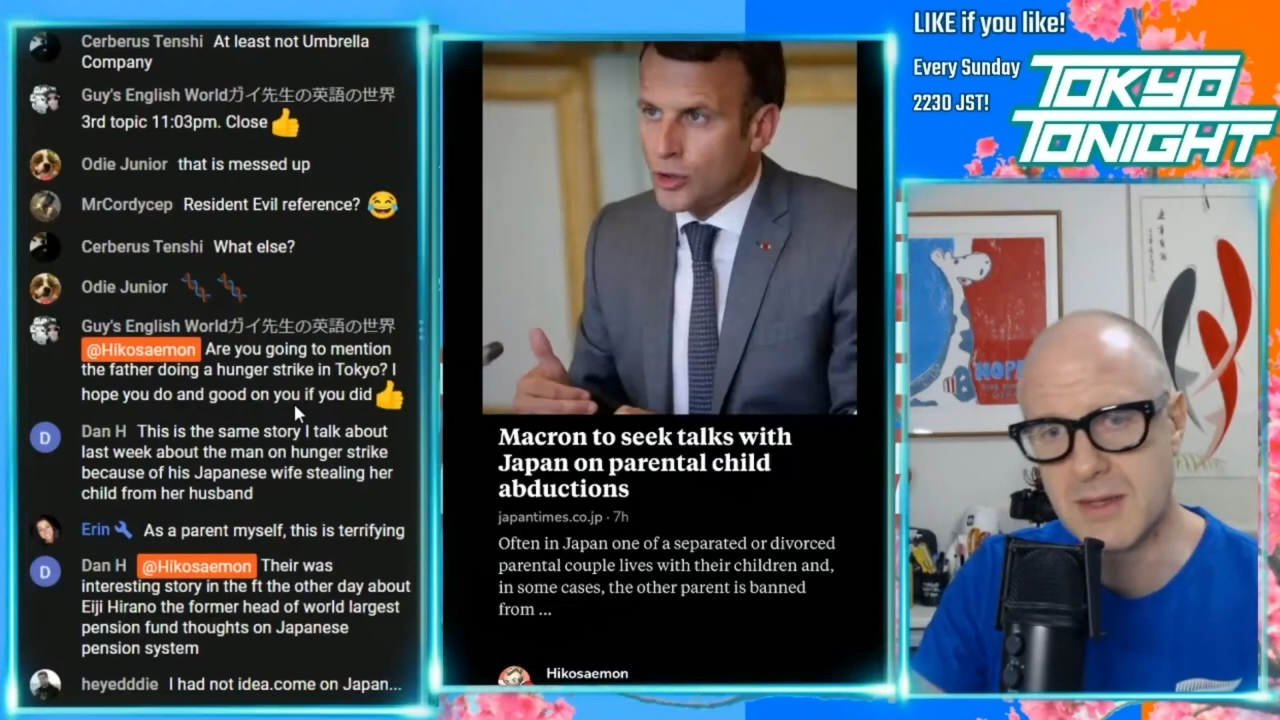 Cerberus Tenshi At least not Umbrella
Company
Guy's English Worldガイ先生の英語の世界
3rd topic 11:03pm. Close 👍
Odie Junior that is messed up
MrCordycep Resident Evil reference? 😂
Cerberus Tenshi What else?
Odie Junior 🧬 🧬
Guy's English Worldガイ先生の英語の世界
@Hikosaemon Are you going to mention
the father doing a hunger strike in Tokyo? I
hope you do and good on you if you did 👍
D
Dan H This is the same story I talk about
last week about the man on hunger strike
because of his Japanese wife stealing her
child from her husband
Erin 🔧 As a parent myself, this is terrifying
D
Dan H @Hikosaemon Their was
interesting story in the ft the other day about
Eiji Hirano the former head of world largest
pension fund thoughts on Japanese
pension system
heyedddie I had not idea.come on Japan...
Macron to seek talks with
Japan on parental child
abductions
japantimes.co.jp · 7h
Often in Japan one of a separated or divorced
parental couple lives with their children and,
in some cases, the other parent is banned
from ...
Hikosaemon
LIKE if you like!
Every Sunday
2230 JST!
TOKYO
TONIGHT
HOPE